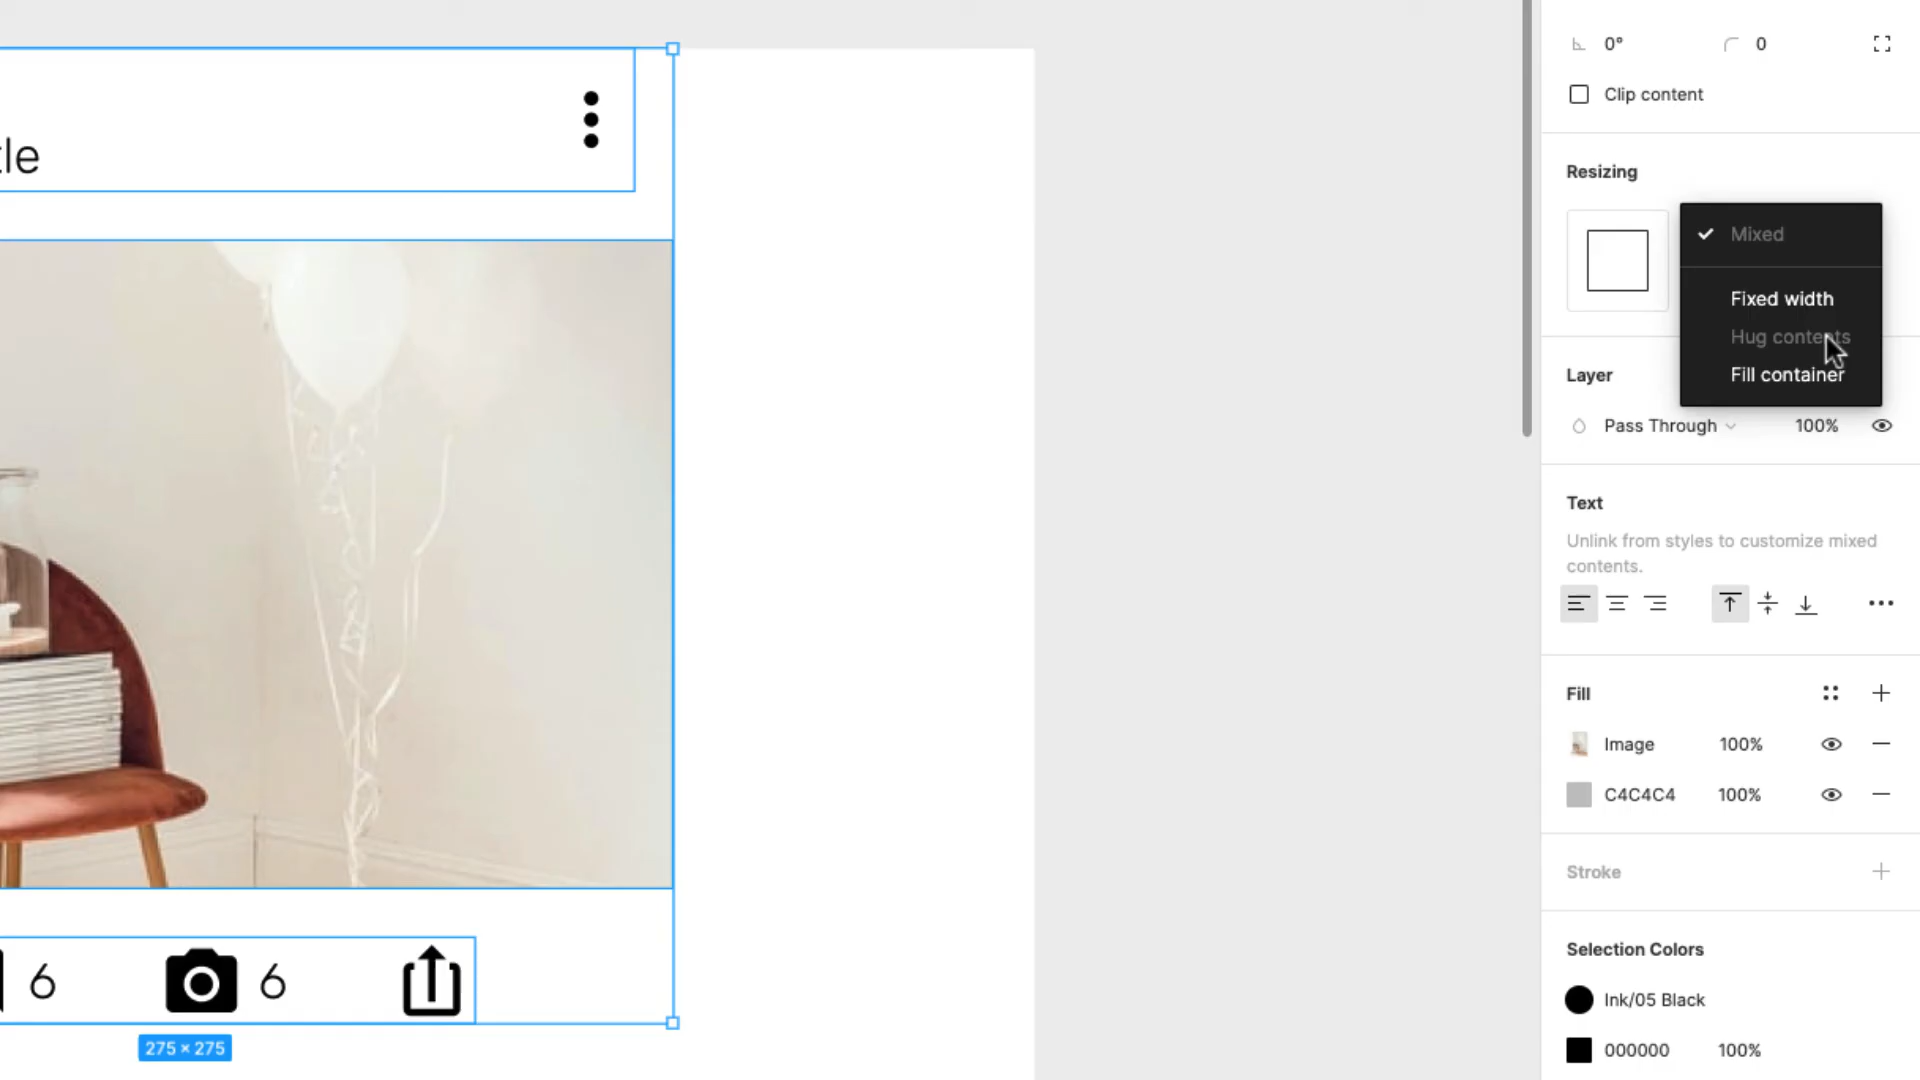 tle
6
6
275 × 275
0°
0
Clip content
Resizing
Mixed
Fixed width
Hug contents
Fill container
Layer
Pass Through
100%
Text
Unlink from styles to customize mixed
contents.
Fill
Image
100%
C4C4C4
100%
Stroke
Selection Colors
Ink/05 Black
000000
100%